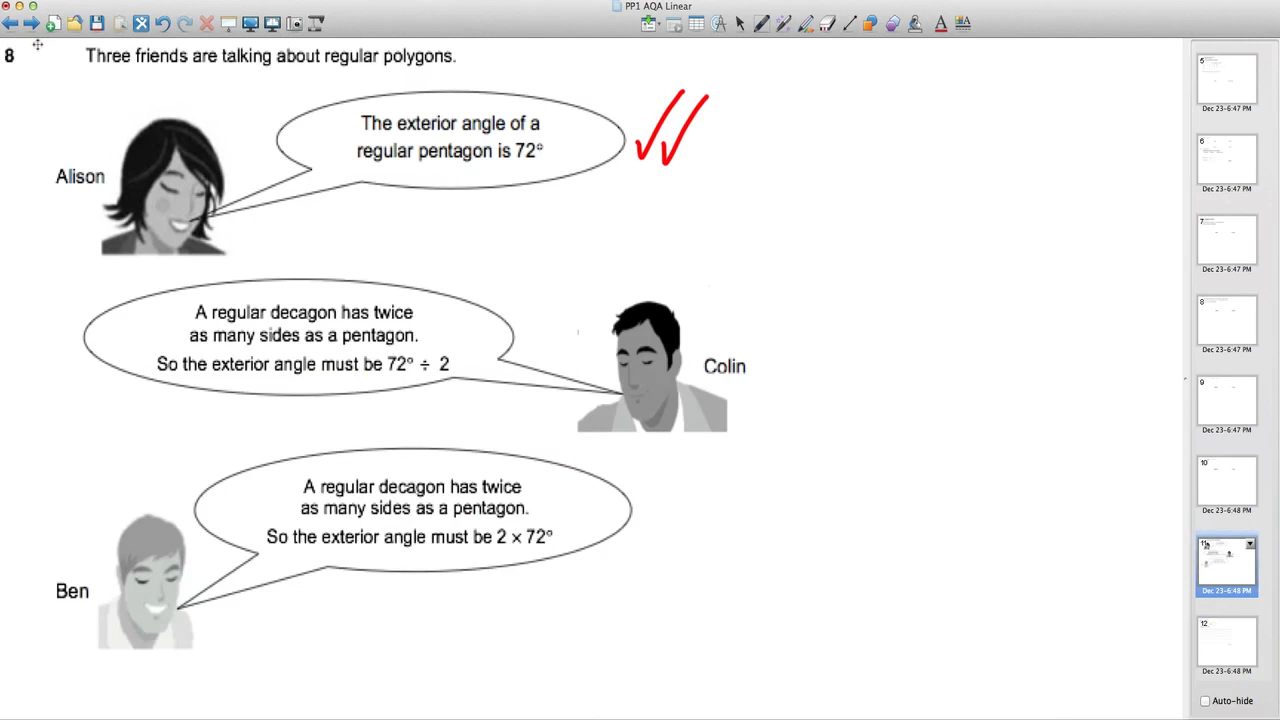 PP1 AQA Linear
8 Three friends are talking about regular polygons.
The exterior angle of a
regular pentagon is 72°
Alison
A regular decagon has twice
as many sides as a pentagon.
So the exterior angle must be 72° ÷ 2
Colin
A regular decagon has twice
as many sides as a pentagon.
So the exterior angle must be 2 × 72°
Ben
5
Dec 23-6:47 PM
6
Dec 23-6:47 PM
7
Dec 23-6:47 PM
8
Dec 23-6:47 PM
9
Dec 23-6:47 PM
10
Dec 23-6:48 PM
11
Dec 23-6:48 PM
12
Dec 23-6:48 PM
Auto-hide